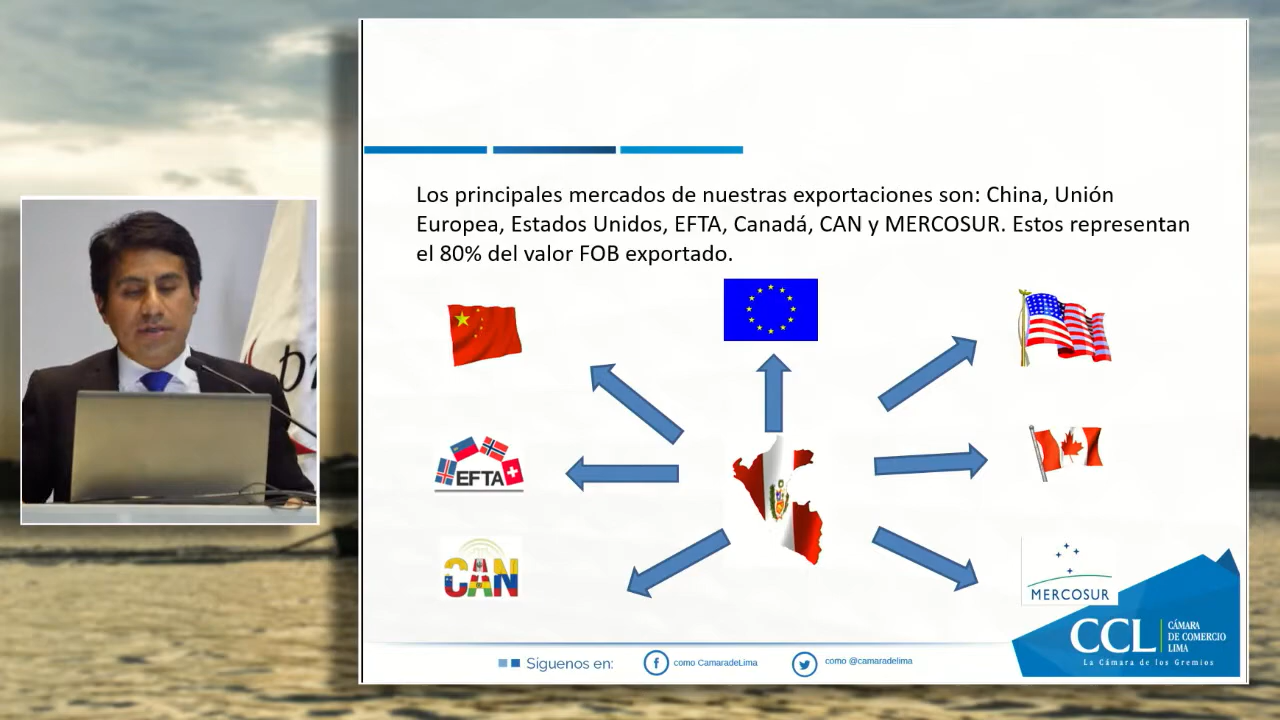 Los principales mercados de nuestras exportaciones son: China, Unión
Europea, Estados Unidos, EFTA, Canadá, CAN y MERCOSUR. Estos representan
el 80% del valor FOB exportado.
EFTA
CAN
MERCOSUR
CCL
CÁMARA
DE COMERCIO
LIMA
La Cámara de los Gremios
Síguenos en:
como CamaradeLima
como @camaradelima